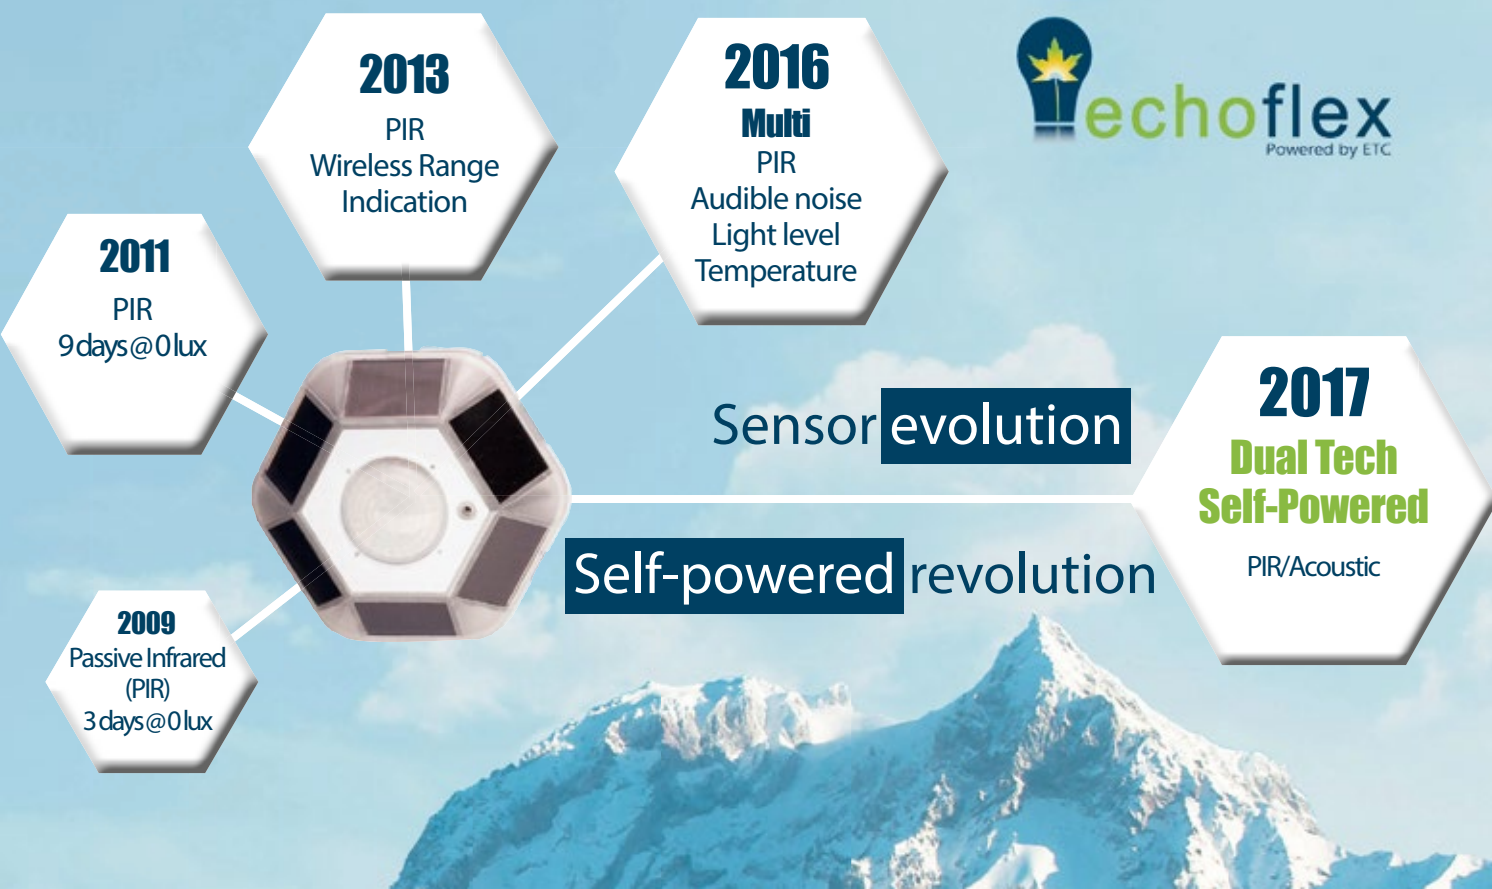 2013
PIR
Wireless Range
Indication
2016
Multi
PIR
Audible noise
Light level
Temperature
echoflex
Powered by ETC
2011
PIR
9 days @ 0 lux
2017
Dual Tech
Self-Powered
PIR/Acoustic
Sensor evolution
Self-powered revolution
2009
Passive Infrared
(PIR)
3 days @ 0 lux